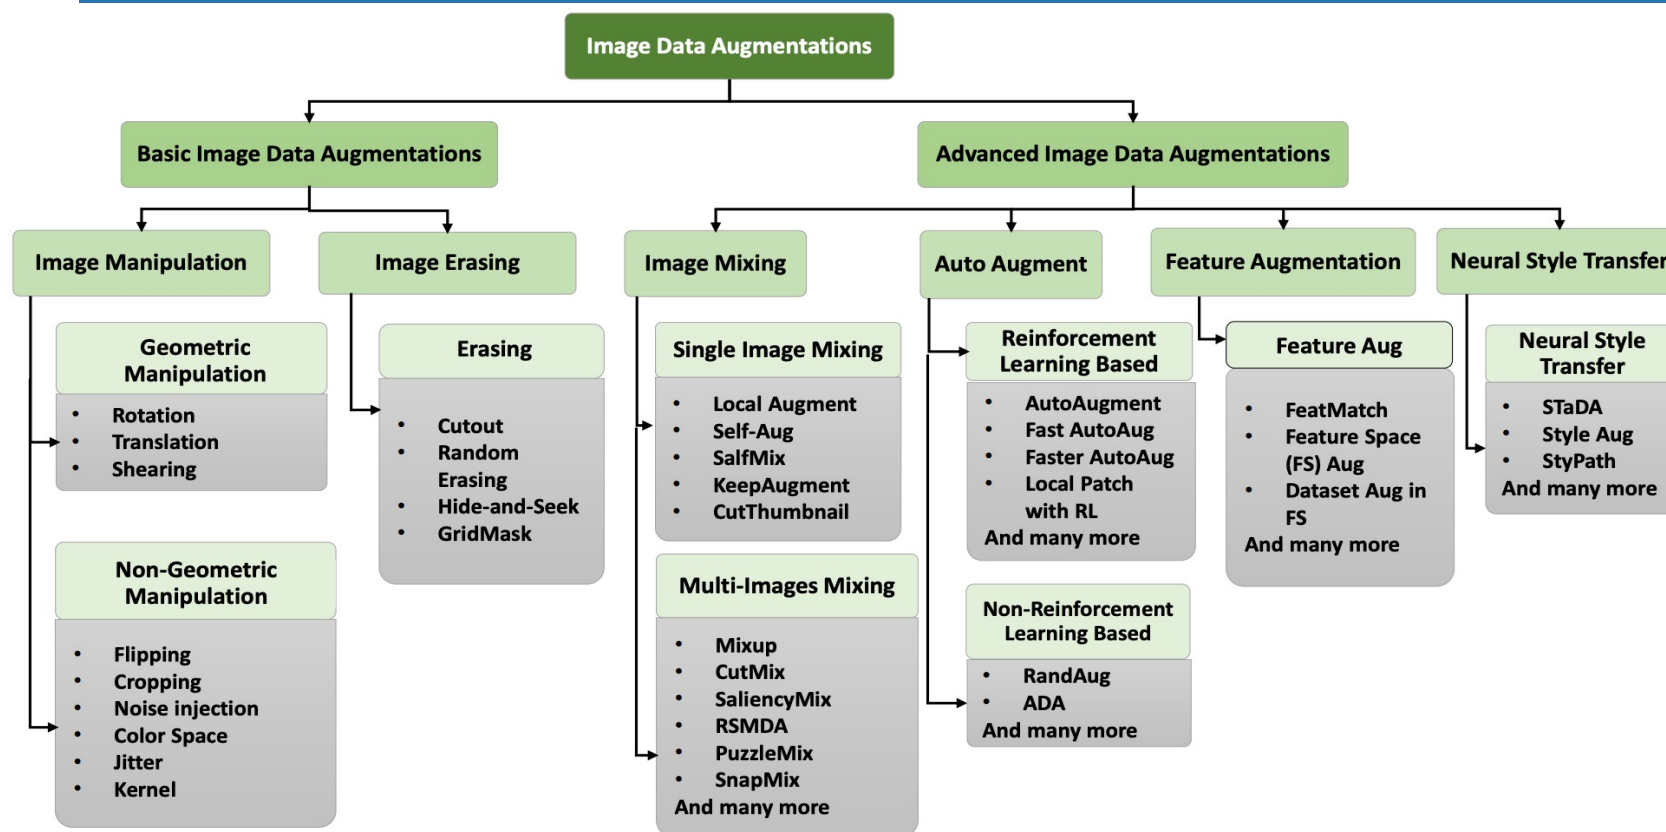 Image Data Augmentations
Basic Image Data Augmentations
Advanced Image Data Augmentations
Image Manipulation
Image Erasing
Image Mixing
Auto Augment
Feature Augmentation
Neural Style Transfer
Geometric
Manipulation
• Rotation
• Translation
• Shearing
Non-Geometric
Manipulation
• Flipping
• Cropping
• Noise injection
• Color Space
• Jitter
• Kernel
Erasing
• Cutout
• Random
Erasing
• Hide-and-Seek
• GridMask
Single Image Mixing
• Local Augment
• Self-Aug
• SalfMix
• KeepAugment
• CutThumbnail
Multi-Images Mixing
• Mixup
• CutMix
• SaliencyMix
• RSMDA
• PuzzleMix
• SnapMix
And many more
Reinforcement
Learning Based
• AutoAugment
• Fast AutoAug
• Faster AutoAug
• Local Patch
with RL
And many more
Non-Reinforcement
Learning Based
• RandAug
• ADA
And many more
Feature Aug
• FeatMatch
• Feature Space
(FS) Aug
• Dataset Aug in
FS
And many more
Neural Style
Transfer
• STaDA
• Style Aug
• StyPath
And many more